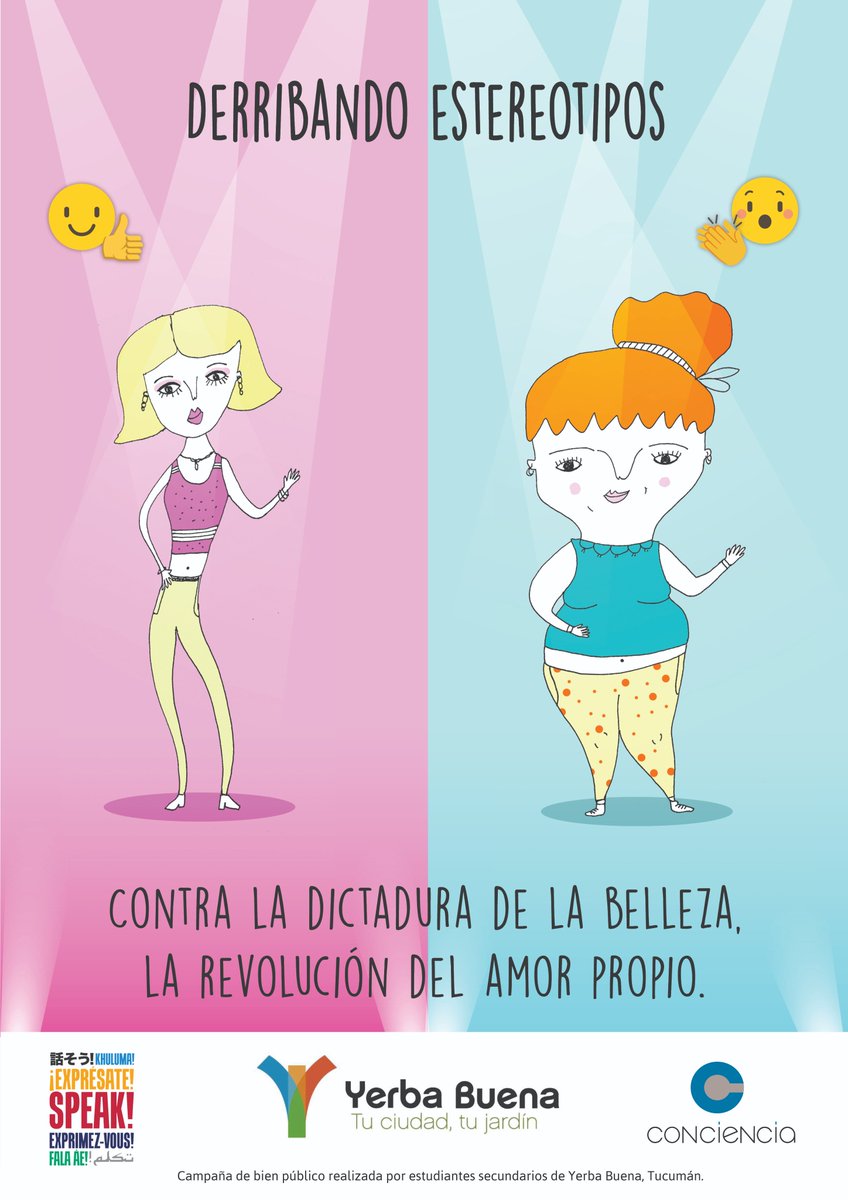 DERRIBANDO ESTEREOTIPOS
CONTRA LA DICTADURA DE LA BELLEZA,
LA REVOLUCIÓN DEL AMOR PROPIO.
話そう! KHULUMA!
¡EXPRÉSATE!
SPEAK!
EXPRIMEZ-VOUS!
FALA AÊ! تكلم!
Yerba Buena
Tu ciudad, tu jardín
CONCIENCIA
Campaña de bien público realizada por estudiantes secundarios de Yerba Buena, Tucumán.